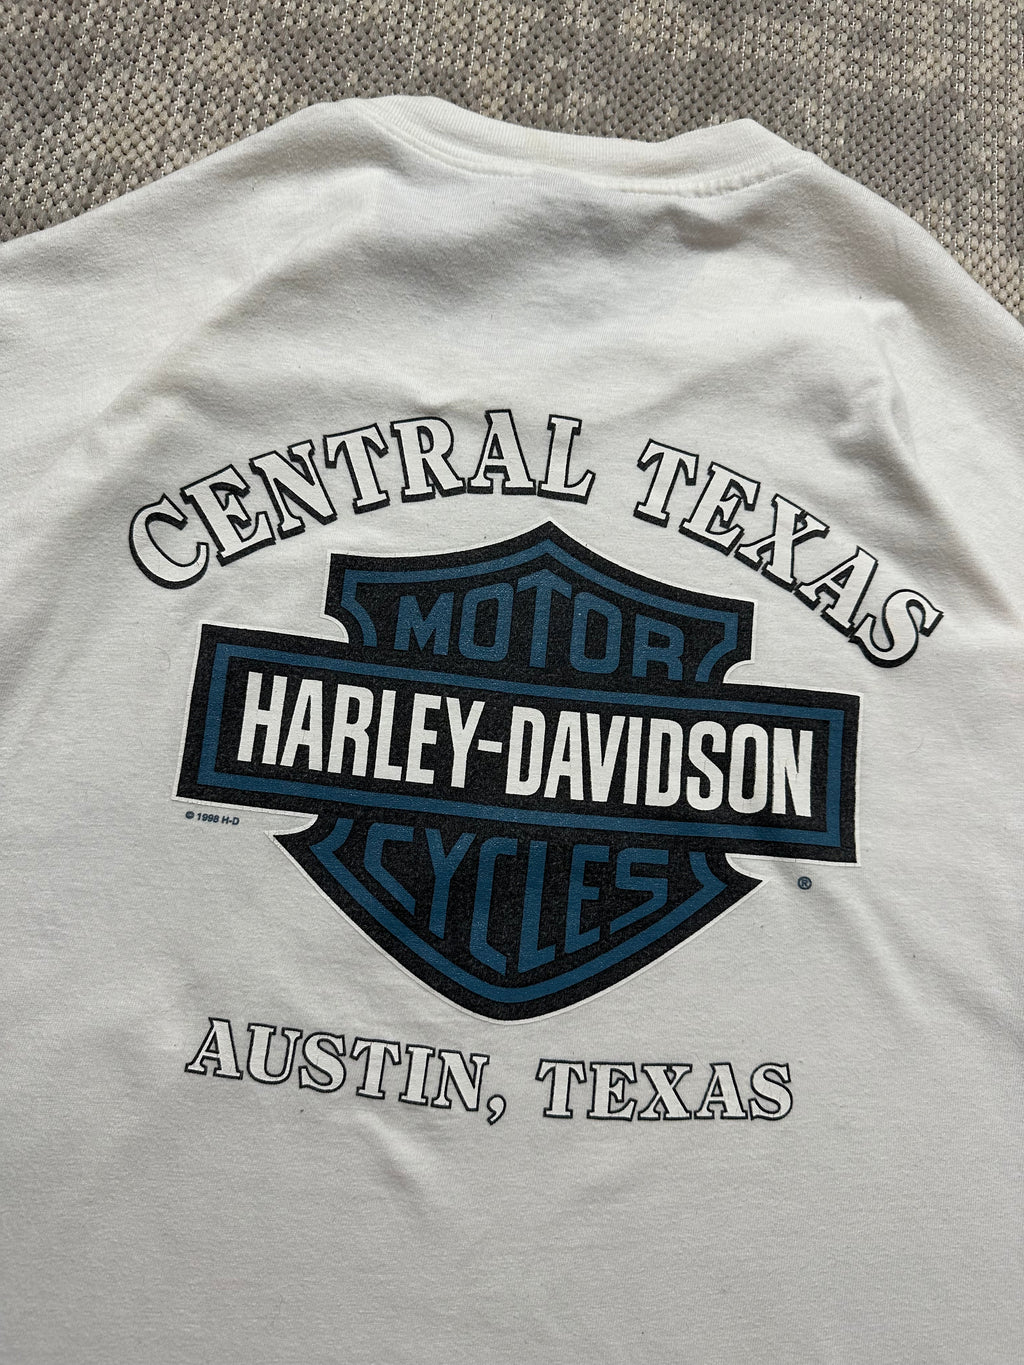 CENTRAL TEXAS
MOTOR
HARLEY-DAVIDSON
© 1998 H-D
CYCLES
®
AUSTIN, TEXAS